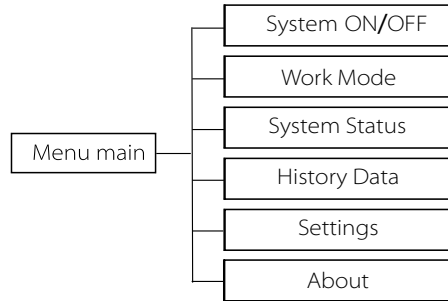 System ON/OFF
Work Mode
System Status
Menu main
History Data
Settings
About